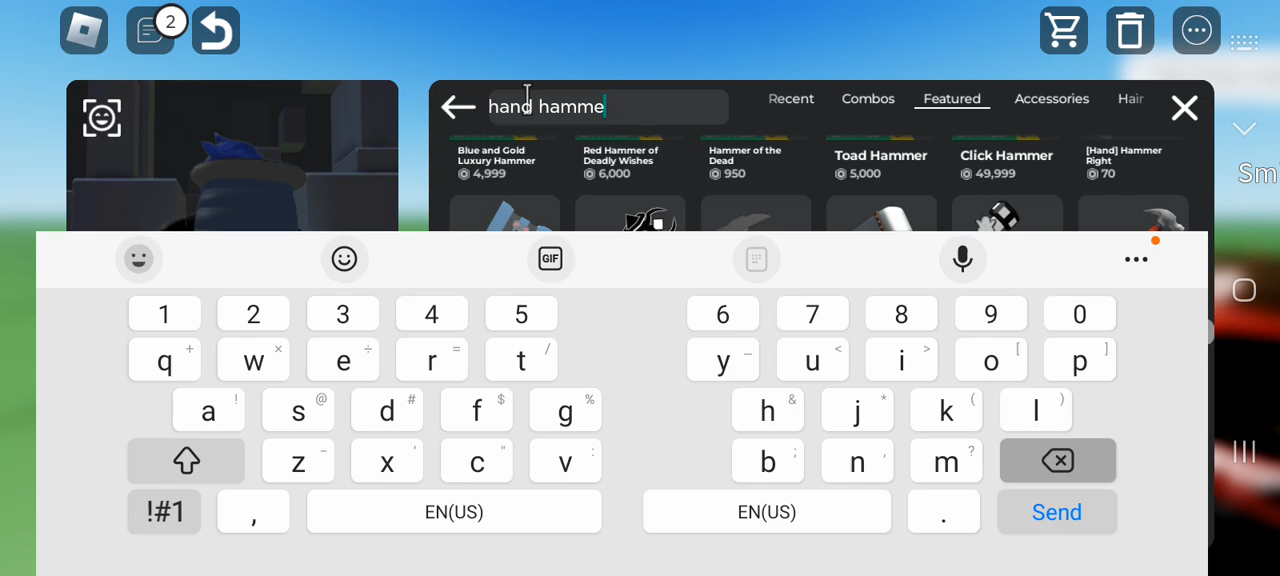 2
hand hamme
Recent
Combos
Featured
Accessories
Hair
Sm
Blue and Gold
Luxury Hammer
4,999
Red Hammer of
Deadly Wishes
6,000
Hammer of the
Dead
950
Toad Hammer
5,000
Click Hammer
49,999
[Hand] Hammer
Right
70
GIF
1 2 3 4 5 6 7 8 9 0
q + w × e ÷ r = t / y _ u < i > o [ p ]
a ! s @ d # f $ g % h & j * k ( l )
z - x ' c " v : b ; n , m ?
!#1 , EN(US) EN(US) . Send